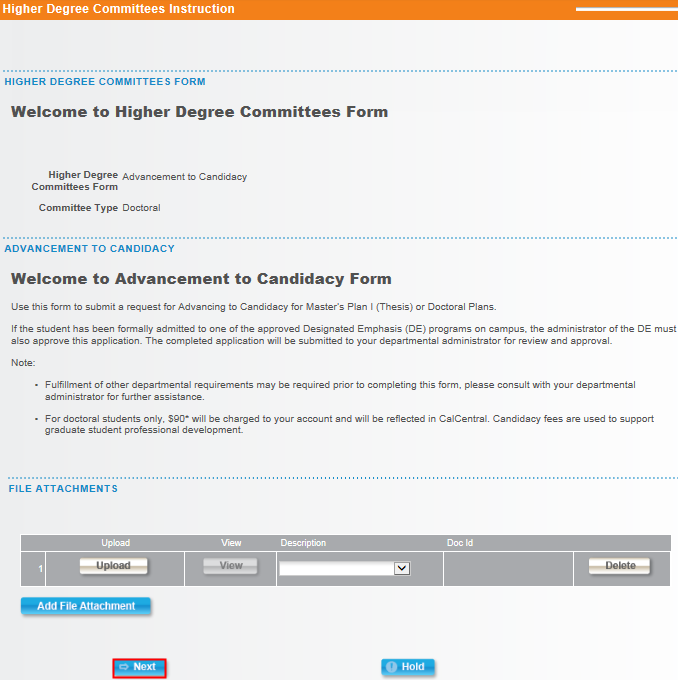 Higher Degree Committees Instruction
HIGHER DEGREE COMMITTEES FORM
Welcome to Higher Degree Committees Form
Higher Degree Committees Form Advancement to Candidacy
Committee Type Doctoral
ADVANCEMENT TO CANDIDACY
Welcome to Advancement to Candidacy Form
Use this form to submit a request for Advancing to Candidacy for Master's Plan I (Thesis) or Doctoral Plans.
If the student has been formally admitted to one of the approved Designated Emphasis (DE) programs on campus, the administrator of the DE must
also approve this application. The completed application will be submitted to your departmental administrator for review and approval.
Note:
• Fulfillment of other departmental requirements may be required prior to completing this form, please consult with your departmental
administrator for further assistance.
• For doctoral students only, $90* will be charged to your account and will be reflected in CalCentral. Candidacy fees are used to support
graduate student professional development.
FILE ATTACHMENTS
Upload View Description Doc Id
1 Upload View Delete
Add File Attachment
Next Hold